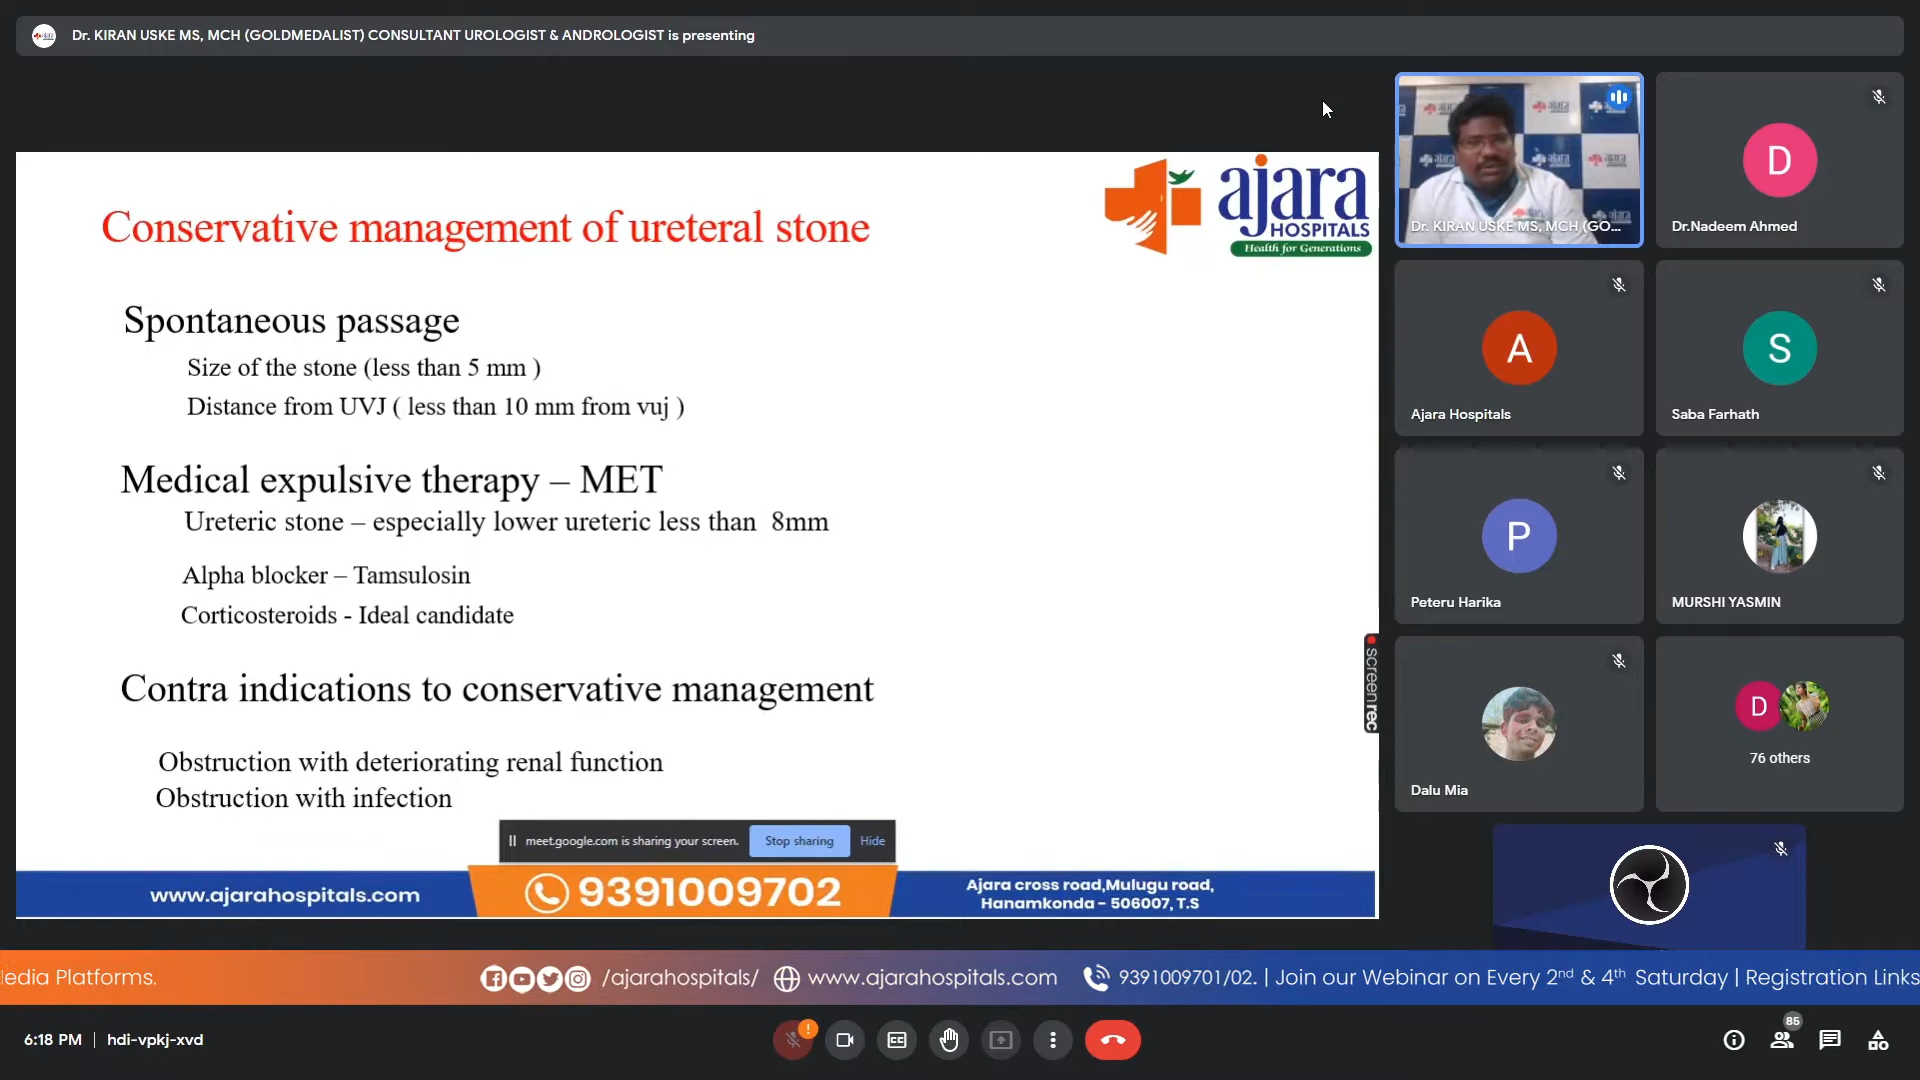 Dr. KIRAN USKE MS, MCH (GOLDMEDALIST) CONSULTANT UROLOGIST & ANDROLOGIST is presenting
ajara
HOSPITALS
Health for Generations
Conservative management of ureteral stone
Spontaneous passage
Size of the stone (less than 5 mm )
Distance from UVJ ( less than 10 mm from vuj )
Medical expulsive therapy – MET
Ureteric stone – especially lower ureteric less than 8mm
Alpha blocker – Tamsulosin
Corticosteroids - Ideal candidate
Contra indications to conservative management
Obstruction with deteriorating renal function
Obstruction with infection
meet.google.com is sharing your screen.
Stop sharing
Hide
www.ajarahospitals.com
9391009702
Ajara cross road,Mulugu road,
Hanamkonda - 506007, T.S
screenrec
Dr. KIRAN USKE MS, MCH (GO...
D
Dr.Nadeem Ahmed
A
Ajara Hospitals
S
Saba Farhath
P
Peteru Harika
MURSHI YASMIN
Dalu Mia
D
76 others
edia Platforms.
/ajarahospitals/
www.ajarahospitals.com
9391009701/02. | Join our Webinar on Every 2nd & 4th Saturday | Registration Links
6:18 PM | hdi-vpkj-xvd
85